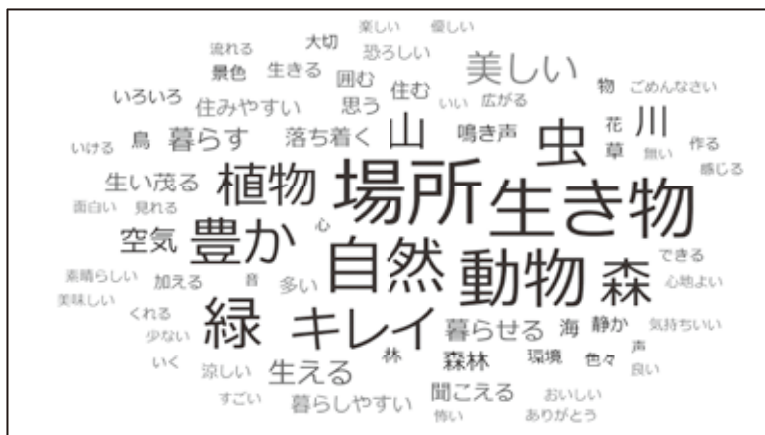 楽しい 優しい
流れる 大切 恐ろしい 美しい
景色 生きる 囲む 住む 物 ごめんなさい
いろいろ 住みやすい 思う いい 広がる 花 川
いける 鳥 暮らす 落ち着く 山 鳴き声 虫 草 無い 作る
感じる
生い茂る 植物 場所 生き物
面白い 見れる
空気 豊か 心 自然 動物 森 できる
素晴らしい 加える 音 多い 心地よい
美味しい くれる 緑 キレイ 暮らせる 海 静か 気持ちいい
少ない 声
いく 涼しい 生える 林 森林 環境 色々 良い
すごい 暮らしやすい 聞こえる おいしい
怖い ありがとう